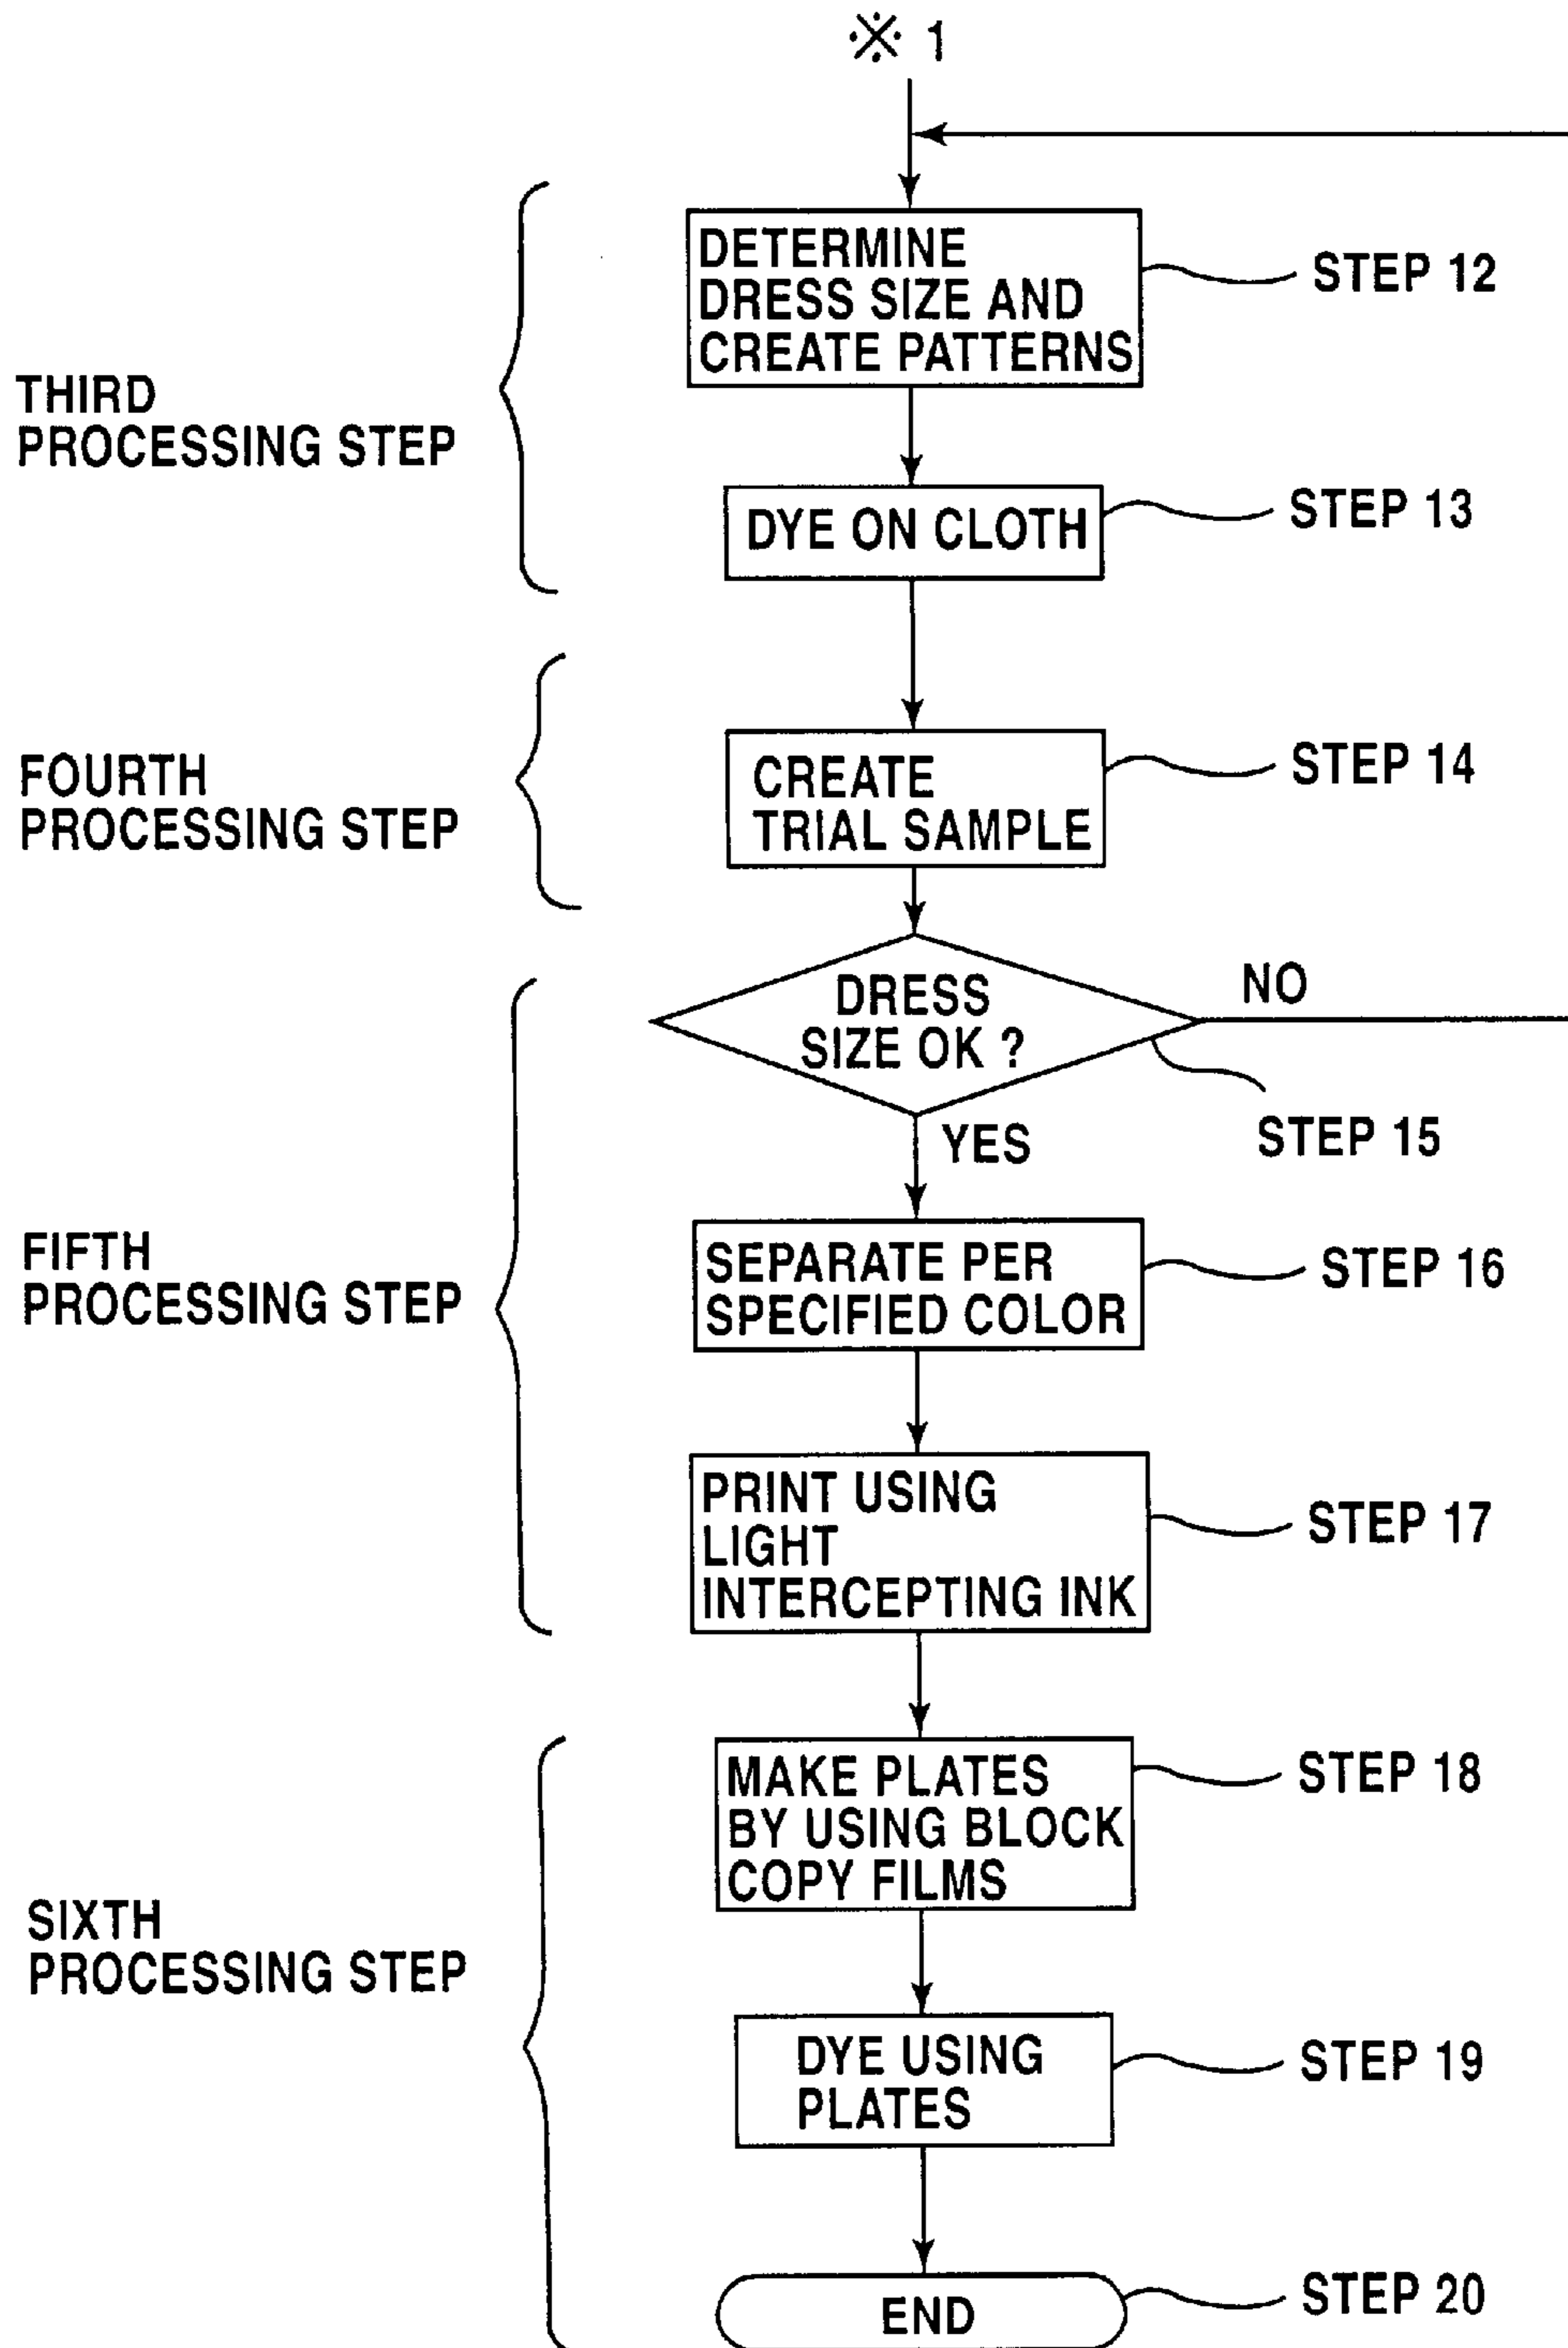 ※ 1
DETERMINE
DRESS SIZE AND
CREATE PATTERNS
STEP 12
THIRD
PROCESSING STEP
DYE ON CLOTH
STEP 13
CREATE
TRIAL SAMPLE
STEP 14
FOURTH
PROCESSING STEP
DRESS
SIZE OK ?
NO
STEP 15
YES
SEPARATE PER
SPECIFIED COLOR
STEP 16
FIFTH
PROCESSING STEP
PRINT USING
LIGHT
INTERCEPTING INK
STEP 17
MAKE PLATES
BY USING BLOCK
COPY FILMS
STEP 18
SIXTH
PROCESSING STEP
DYE USING
PLATES
STEP 19
END
STEP 20